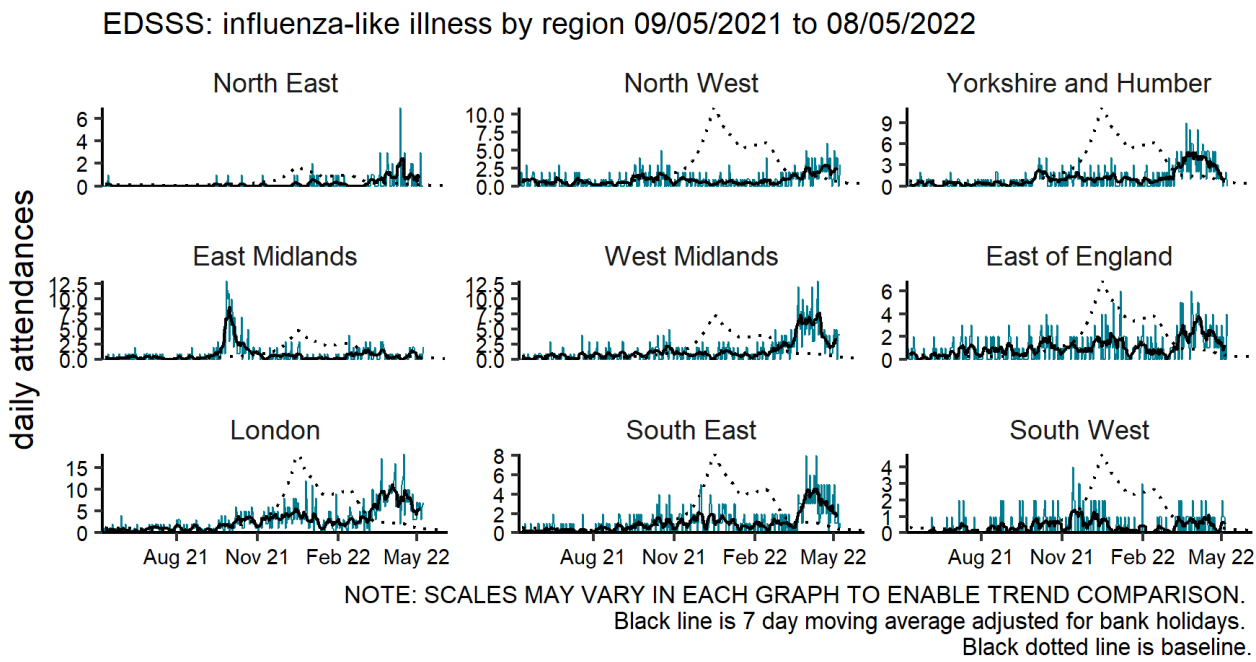 EDSSS: influenza-like illness by region 09/05/2021 to 08/05/2022
North East
North West
Yorkshire and Humber
6
4
2
0
10.0
7.5
5.0
2.5
0.0
9
6
3
0
daily attendances
East Midlands
West Midlands
East of England
12.5
10.0
7.5
5.0
2.5
0.0
12.5
10.0
7.5
5.0
2.5
0.0
6
4
2
0
London
South East
South West
15
10
5
0
8
6
4
2
0
4
3
2
1
0
Aug 21 Nov 21 Feb 22 May 22
Aug 21 Nov 21 Feb 22 May 22
Aug 21 Nov 21 Feb 22 May 22
NOTE: SCALES MAY VARY IN EACH GRAPH TO ENABLE TREND COMPARISON.
Black line is 7 day moving average adjusted for bank holidays.
Black dotted line is baseline.